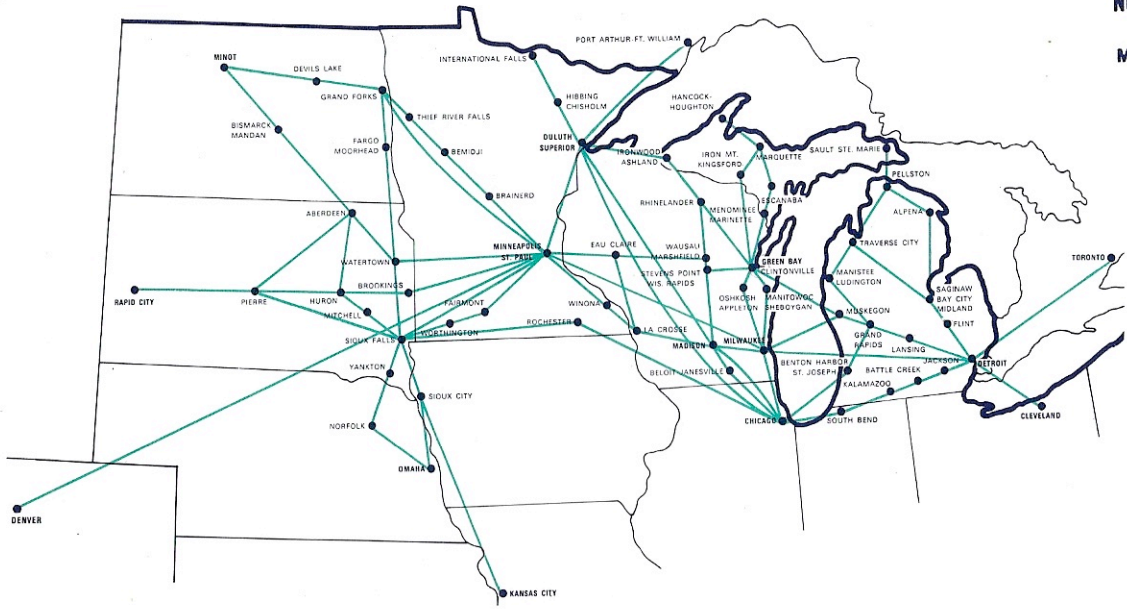 PORT ARTHUR-FT. WILLIAM
INTERNATIONAL FALLS
MINOT
DEVILS LAKE
GRAND FORKS
HIBBING
CHISHOLM
HANCOCK-
HOUGHTON
THIEF RIVER FALLS
BISMARCK
MANDAN
FARGO
MOORHEAD
BEMIDJI
DULUTH
SUPERIOR
IRONWOOD
ASHLAND
IRON MT.
KINGSFORD
MARQUETTE
SAULT STE. MARIE
PELLSTON
BRAINERD
RHINELANDER
ESCANABA
MENOMINEE
MARINETTE
ALPENA
ABERDEEN
MINNEAPOLIS
ST. PAUL
EAU CLAIRE
WAUSAU
MARSHFIELD
TRAVERSE CITY
TORONTO
WATERTOWN
GREEN BAY
CLINTONVILLE
STEVENS POINT
WIS. RAPIDS
MANISTEE
LUDINGTON
RAPID CITY
PIERRE
HURON
BROOKINGS
SAGINAW
BAY CITY
MIDLAND
OSHKOSH
APPLETON
MANITOWOC
SHEBOYGAN
FAIRMONT
WINONA
MITCHELL
MUSKEGON
WORTHINGTON
ROCHESTER
LA CROSSE
FLINT
GRAND
RAPIDS
SIOUX FALLS
MADISON
MILWAUKEE
LANSING
BENTON HARBOR
ST. JOSEPH
JACKSON
DETROIT
YANKTON
BELOIT-JANESVILLE
BATTLE CREEK
KALAMAZOO
SIOUX CITY
NORFOLK
CHICAGO
SOUTH BEND
CLEVELAND
OMAHA
DENVER
KANSAS CITY